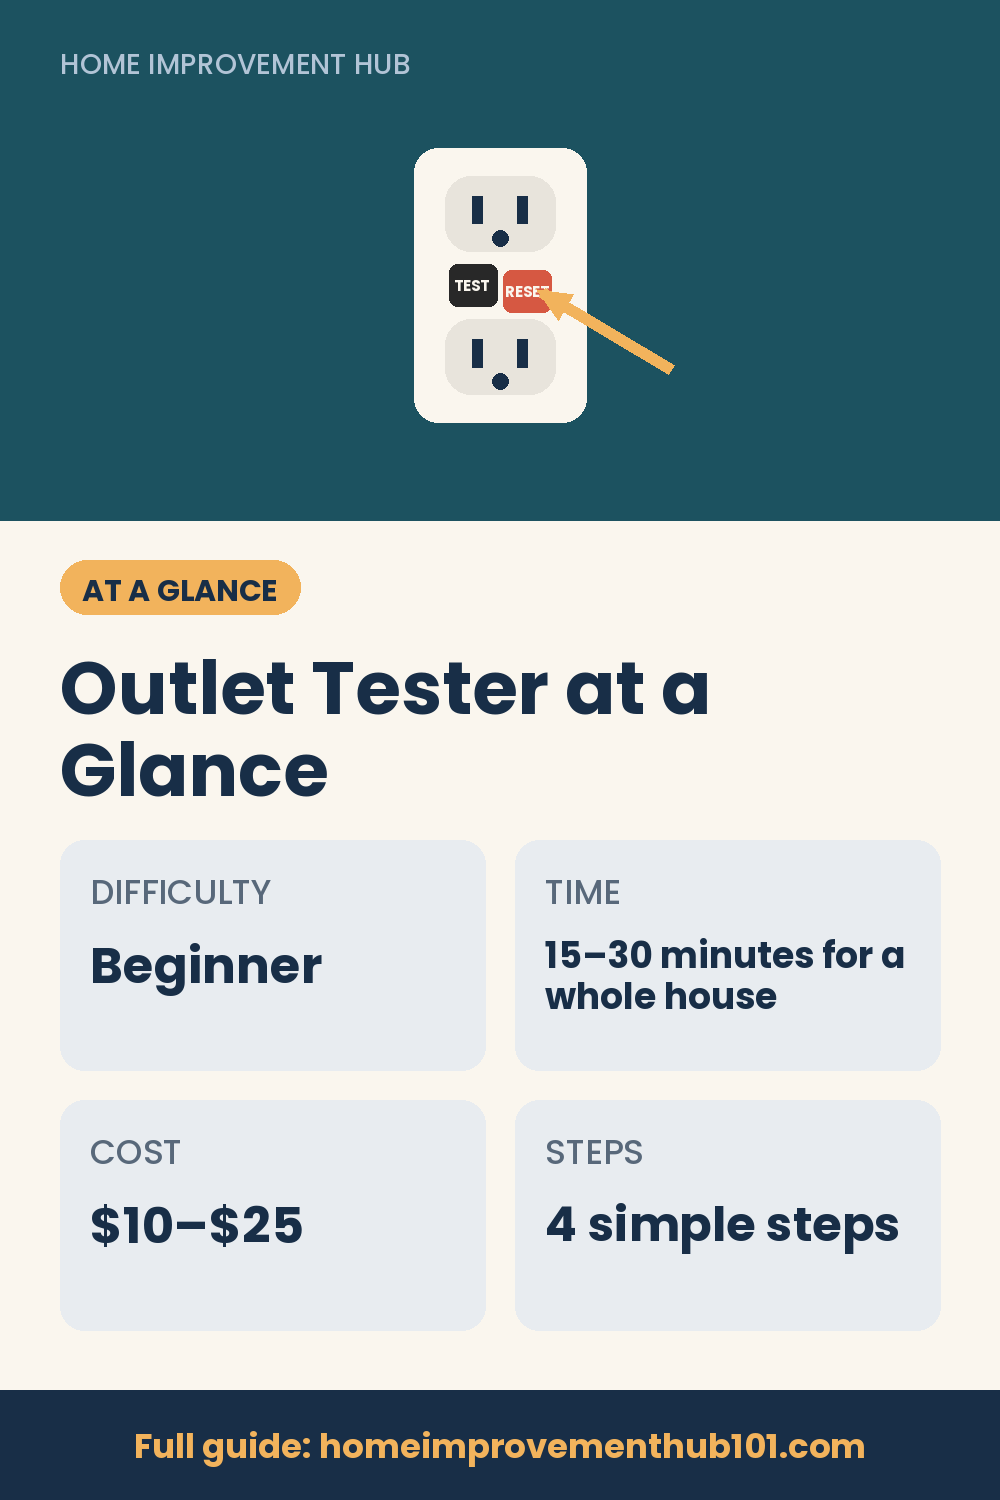 HOME IMPROVEMENT HUB
TEST
RESET
AT A GLANCE
Outlet Tester at a
Glance
DIFFICULTY
Beginner
TIME
15–30 minutes for a
whole house
COST
$10–$25
STEPS
4 simple steps
Full guide: homeimprovementhub101.com